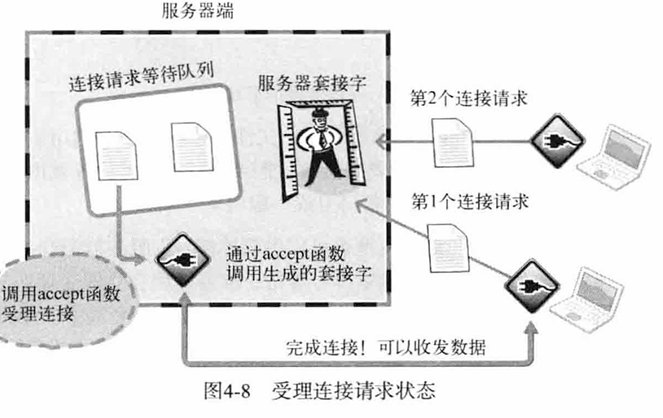 服务器端
连接请求等待队列
服务器套接字
第2个连接请求
第1个连接请求
通过accept函数
调用生成的套接字
调用accept函数
受理连接
完成连接！可以收发数据
图4-8 受理连接请求状态